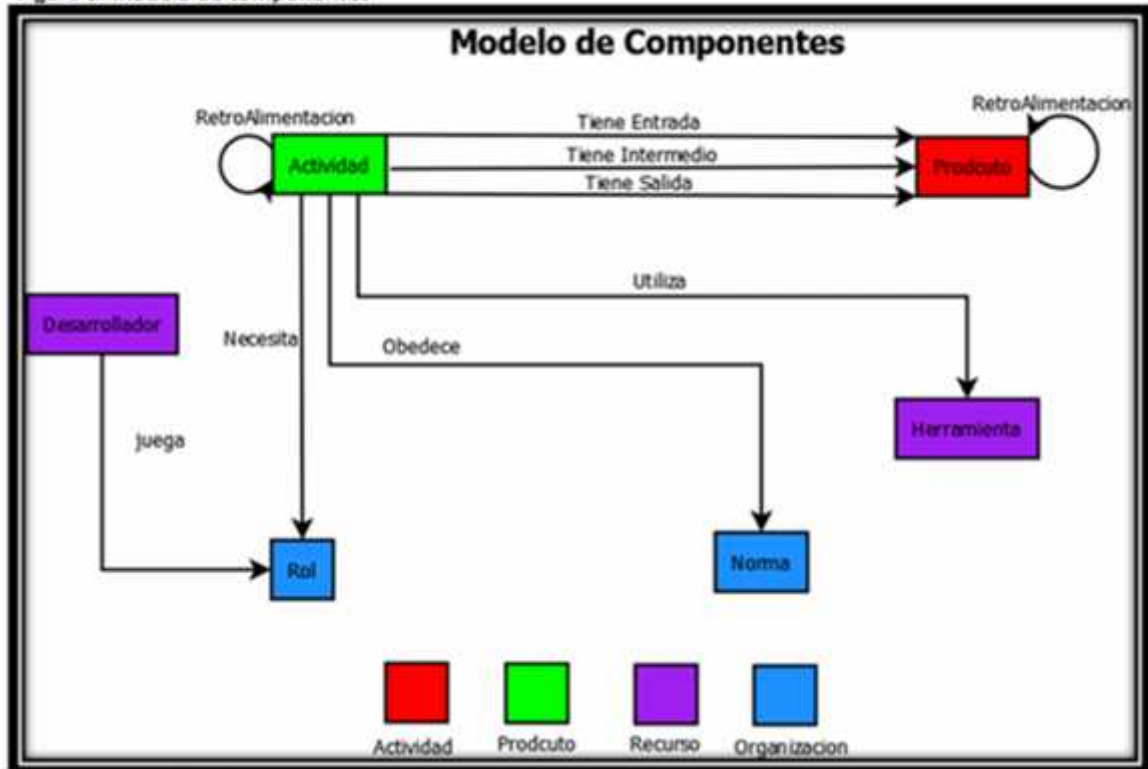 Modelo de Componentes
RetroAlimentacion
RetroAlimentacion
Tiene Entrada
Actividad
Tiene Intermedio
Prodcuto
Tiene Salida
Utiliza
Desarrollador
Necesita
Obedece
Herramienta
juega
Rol
Norma
Actividad
Prodcuto
Recurso
Organizacion